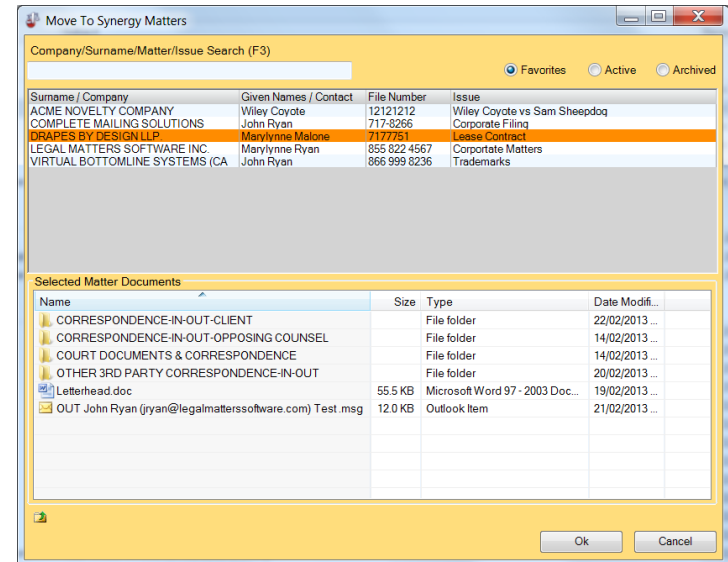 Move To Synergy Matters
Company/Surname/Matter/Issue Search (F3)
Favorites Active Archived
Surname / Company Given Names / Contact File Number Issue
ACME NOVELTY COMPANY Wiley Coyote 12121212 Wiley Coyote vs Sam Sheepdog
COMPLETE MAILING SOLUTIONS John Ryan 717-8266 Corporate Filing
DRAPES BY DESIGN LLP. Marylynne Malone 7177751 Lease Contract
LEGAL MATTERS SOFTWARE INC. Marylynne Ryan 855 822 4567 Corportate Matters
VIRTUAL BOTTOMLINE SYSTEMS (CA John Ryan 866 999 8236 Trademarks
Selected Matter Documents
Name Size Type Date Modifi...
CORRESPONDENCE-IN-OUT-CLIENT File folder 22/02/2013 ...
CORRESPONDENCE-IN-OUT-OPPOSING COUNSEL File folder 14/02/2013 ...
COURT DOCUMENTS & CORRESPONDENCE File folder 14/02/2013 ...
OTHER 3RD PARTY CORRESPONDENCE-IN-OUT File folder 20/02/2013 ...
Letterhead.doc 55.5 KB Microsoft Word 97 - 2003 Doc... 19/02/2013 ...
OUT John Ryan (jryan@legalmatterssoftware.com) Test.msg 12.0 KB Outlook Item 21/02/2013 ...
Ok Cancel